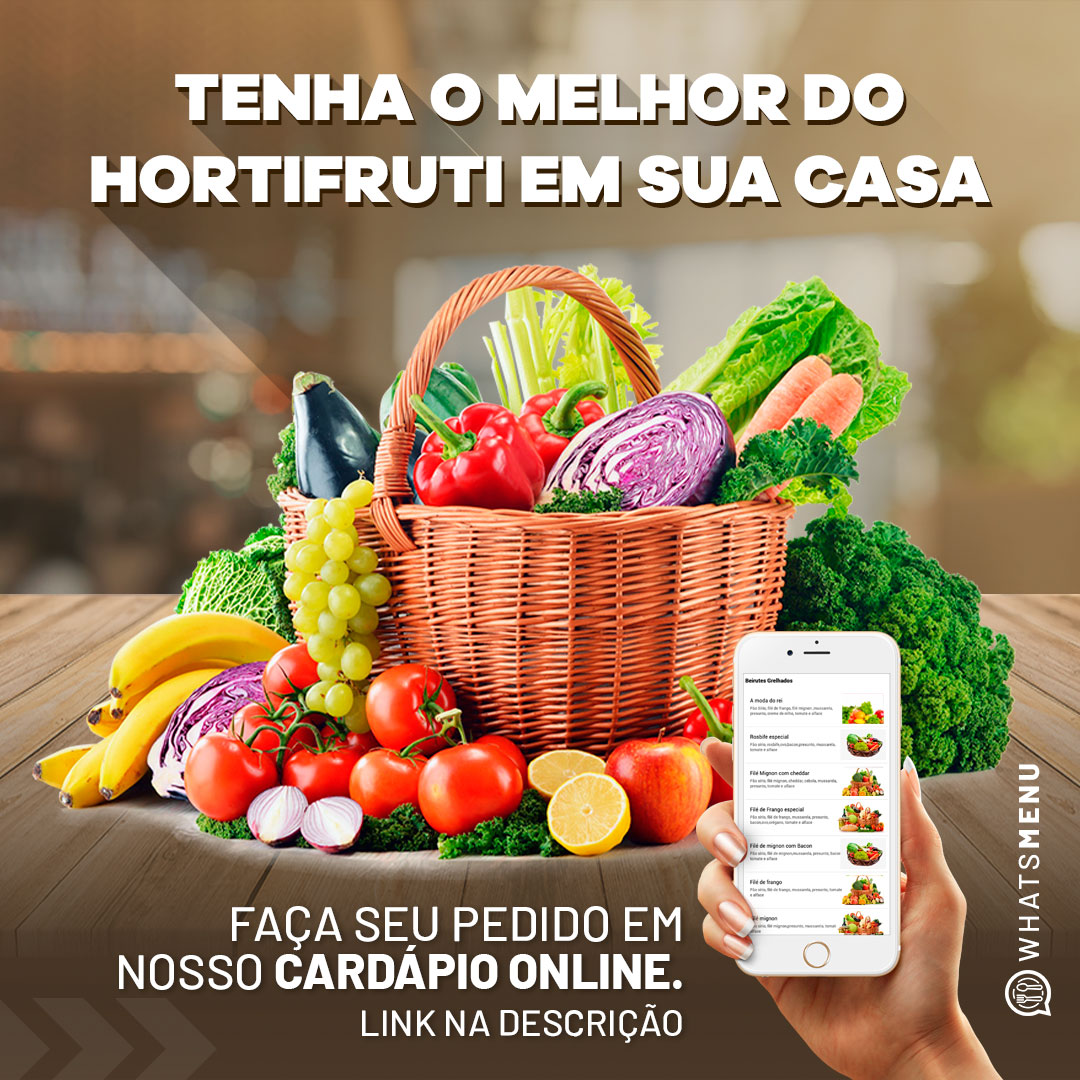 TENHA O MELHOR DO
HORTIFRUTI EM SUA CASA
Beirutes Grelhados
A moda do rei
Rosbife especial
Filé Mignon com cheddar
Filé de Frango especial
Filé de mignon com Bacon
Filé de frango
Filé mignon
FAÇA SEU PEDIDO EM
NOSSO CARDÁPIO ONLINE.
LINK NA DESCRIÇÃO
WHATSMENU